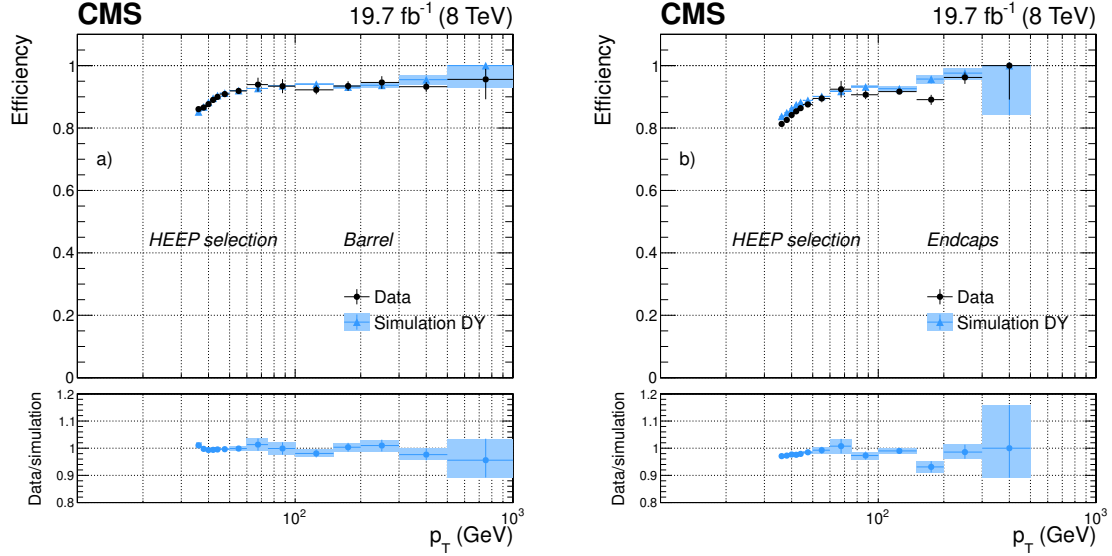 CMS 19.7 fb⁻¹ (8 TeV)
Efficiency
1
0.8
0.6
0.4
0.2
0
a)
HEEP selection Barrel
Data
Simulation DY
Data/simulation
1.2
1.1
1.0
0.9
0.8
10² 10³
p_T (GeV)
CMS 19.7 fb⁻¹ (8 TeV)
Efficiency
1
0.8
0.6
0.4
0.2
0
b)
HEEP selection Endcaps
Data
Simulation DY
Data/simulation
1.2
1.1
1.0
0.9
0.8
10² 10³
p_T (GeV)